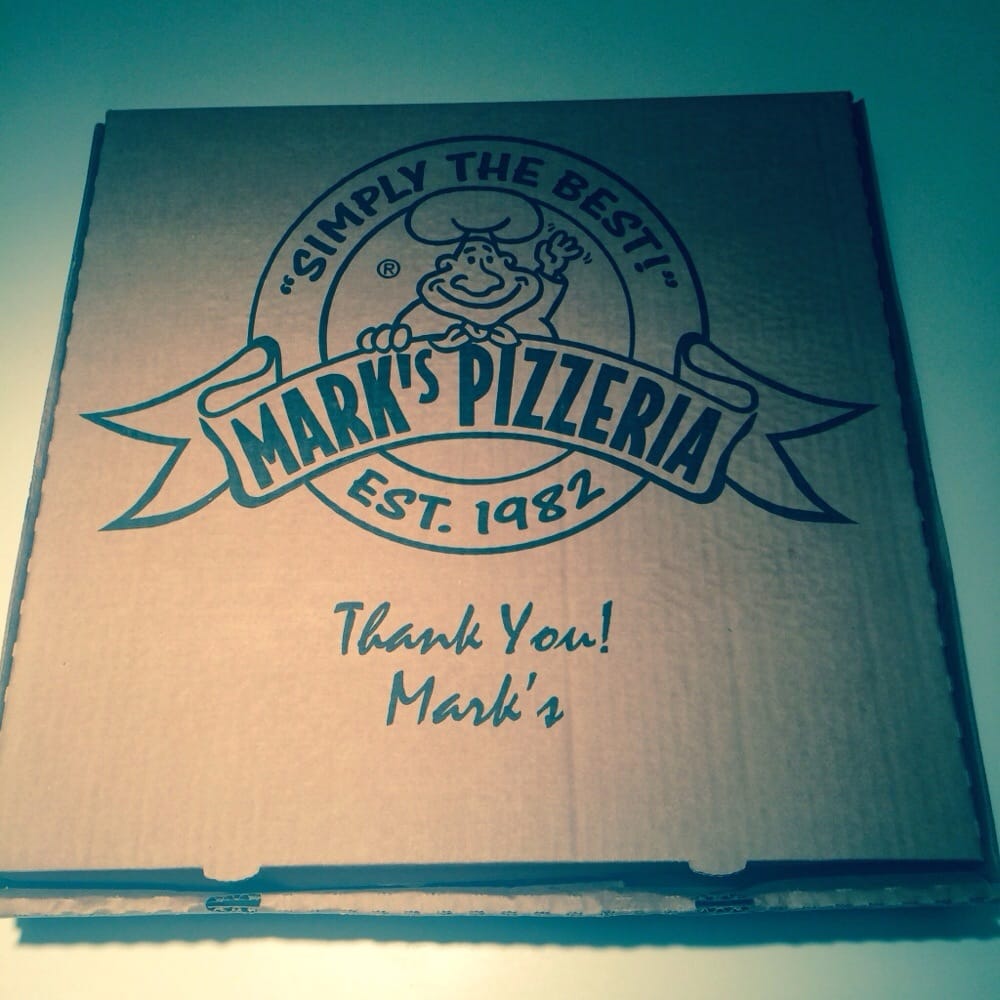 "SIMPLY THE BEST!"
®
MARK'S PIZZERIA
EST. 1982
Thank You!
Mark's